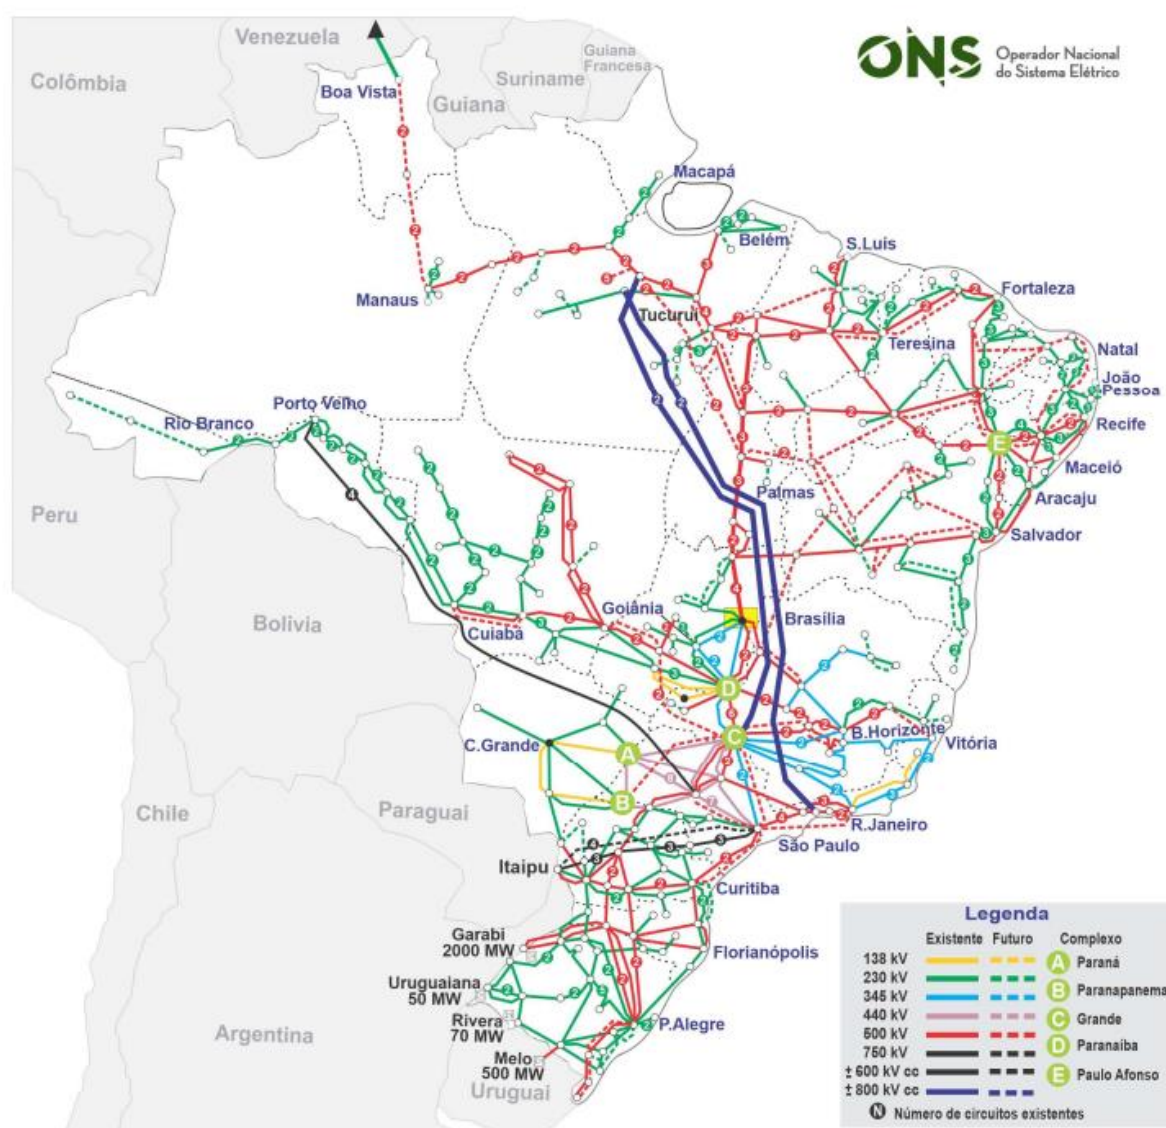 ONS
Operador Nacional
do Sistema Elétrico
Venezuela
Guiana
Francesa
Colômbia
Suriname
Boa Vista
Guiana
Macapá
Belém
S.Luis
Manaus
Fortaleza
Tucuruí
Teresina
Natal
João
Pessoa
Porto Velho
Rio Branco
Recife
E
Maceió
Palmas
Aracaju
Peru
Salvador
Goiânia
Brasília
Bolivia
Cuiabá
D
C
B.Horizonte
Vitória
C.Grande
A
B
Chile
Paraguai
R.Janeiro
São Paulo
Itaipu
Curitiba
Garabi
2000 MW
Florianópolis
Uruguaiana
50 MW
Rivera
70 MW
P.Alegre
Melo
500 MW
Argentina
Uruguai
Legenda
Existente Futuro Complexo
138 kV A Paraná
230 kV B Paranapanema
345 kV
440 kV C Grande
500 kV D Paranaíba
750 kV
± 600 kV cc E Paulo Afonso
± 800 kV cc
N Número de circuitos existentes